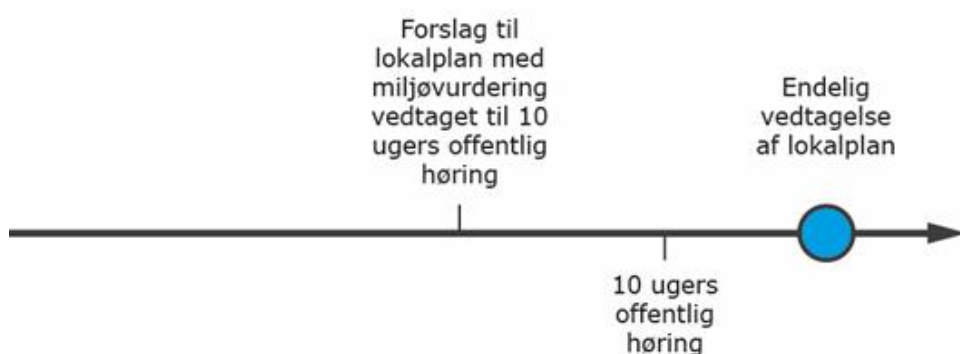 Forslag til
lokalplan med
miljøvurdering
vedtaget til 10
ugers offentlig
høring
Endelig
vedtagelse
af lokalplan
10 ugers
offentlig
høring